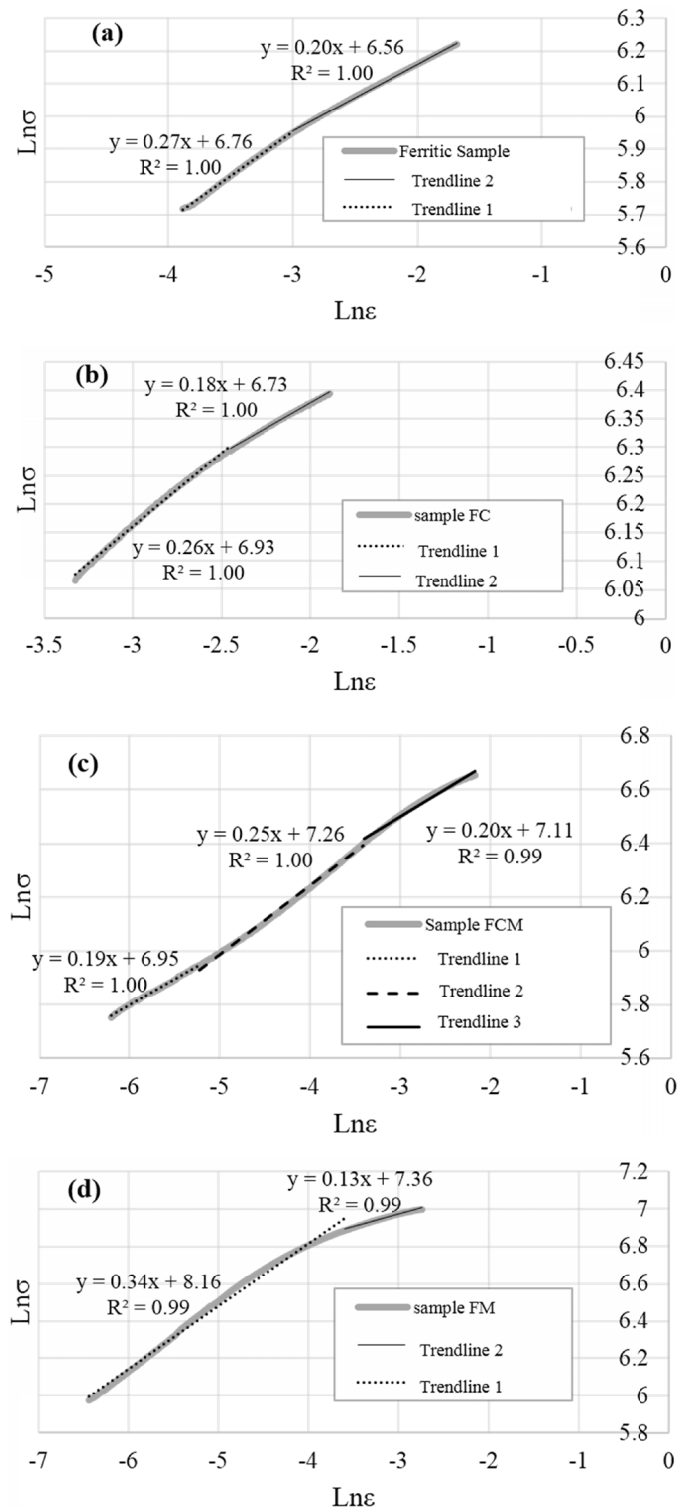 (a)
y = 0.20x + 6.56
R² = 1.00
y = 0.27x + 6.76
R² = 1.00
Lnσ
6.3
6.2
6.1
6
5.9
5.8
5.7
5.6
Ferritic Sample
Trendline 2
Trendline 1
-5 -4 -3 -2 -1 0
Lnε
(b)
y = 0.18x + 6.73
R² = 1.00
y = 0.26x + 6.93
R² = 1.00
Lnσ
6.45
6.4
6.35
6.3
6.25
6.2
6.15
6.1
6.05
6
sample FC
Trendline 1
Trendline 2
-3.5 -3 -2.5 -2 -1.5 -1 -0.5 0
Lnε
(c)
y = 0.25x + 7.26
R² = 1.00
y = 0.20x + 7.11
R² = 0.99
y = 0.19x + 6.95
R² = 1.00
Lnσ
6.8
6.6
6.4
6.2
6
5.8
5.6
Sample FCM
Trendline 1
Trendline 2
Trendline 3
-7 -6 -5 -4 -3 -2 -1 0
Lnε
(d)
y = 0.13x + 7.36
R² = 0.99
y = 0.34x + 8.16
R² = 0.99
Lnσ
7.2
7
6.8
6.6
6.4
6.2
6
5.8
sample FM
Trendline 2
Trendline 1
-7 -6 -5 -4 -3 -2 -1 0
Lnε